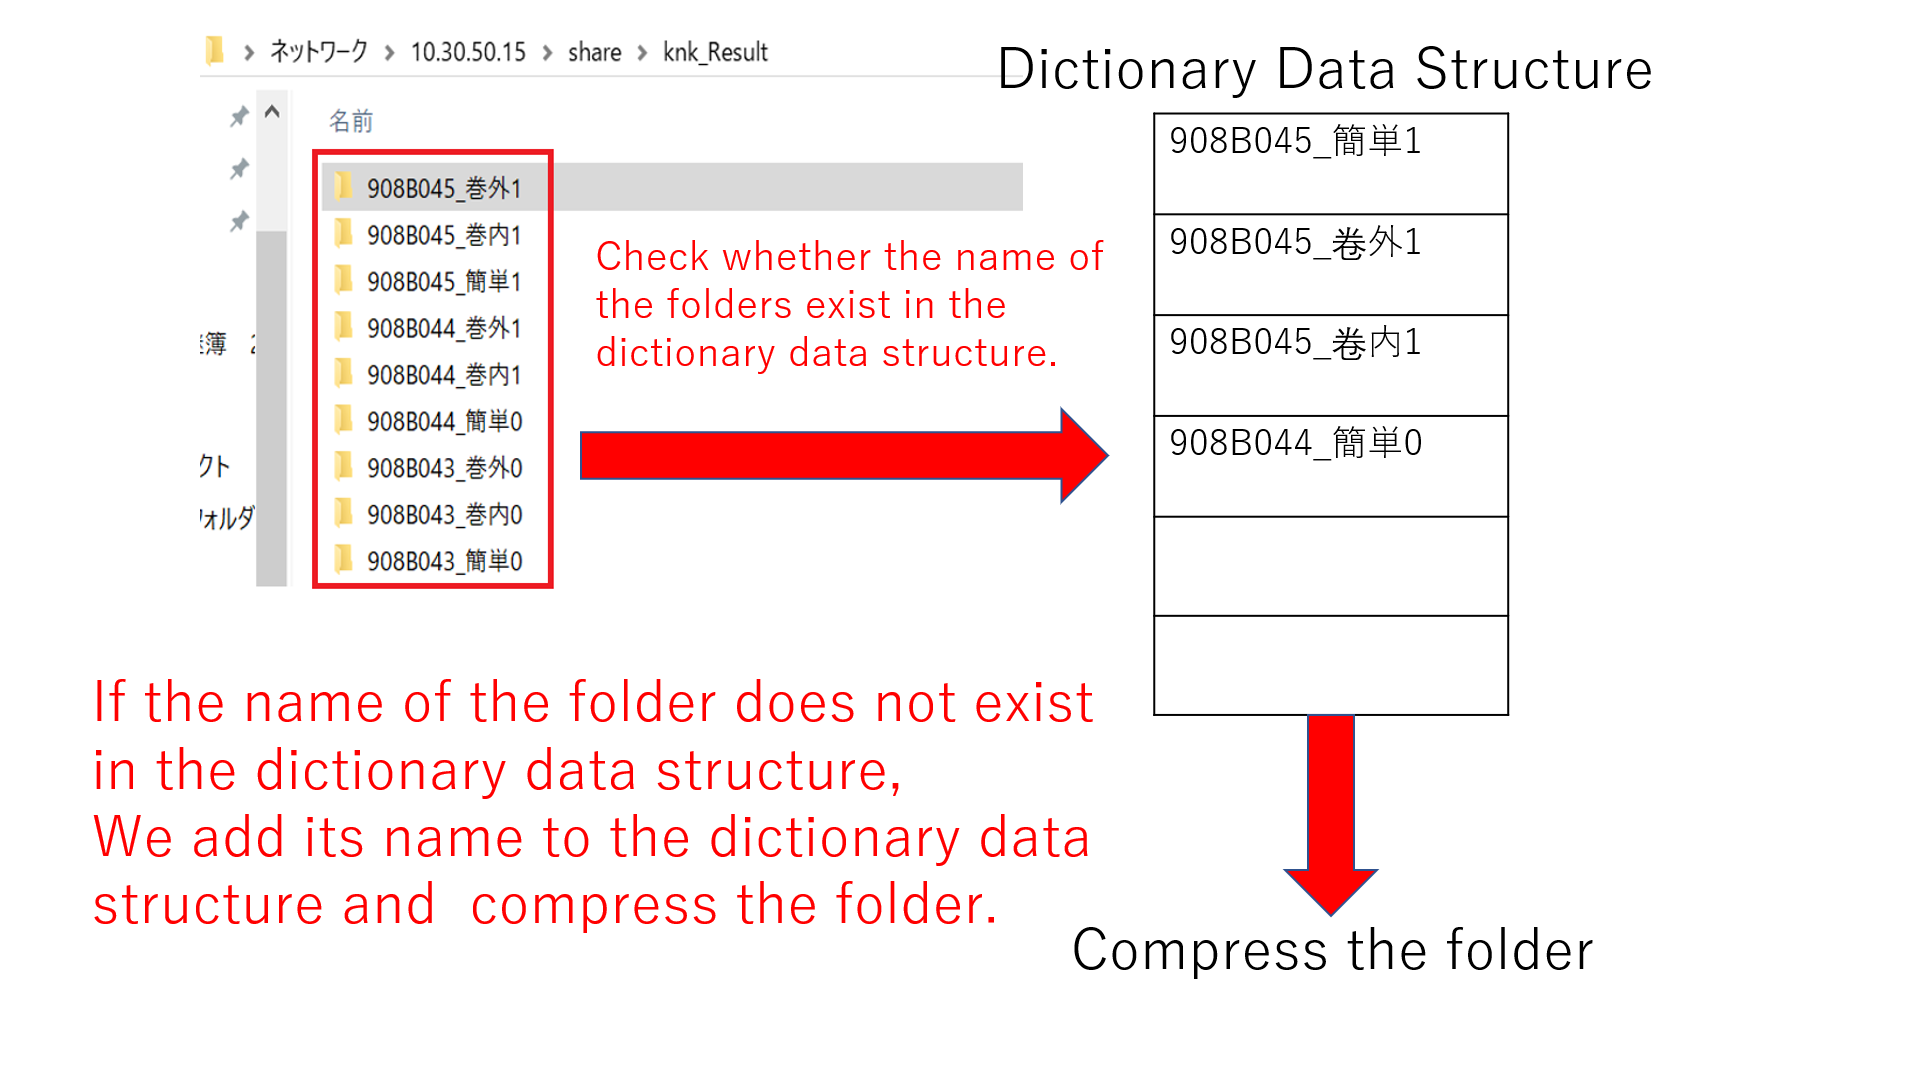 ネットワーク > 10.30.50.15 > share > knk_Result
名前
908B045_巻外1
908B045_巻内1
908B045_簡単1
908B044_巻外1
908B044_巻内1
908B044_簡単0
908B043_巻外0
908B043_巻内0
908B043_簡単0
簿 2
クト
フォルダ
Check whether the name of
the folders exist in the
dictionary data structure.
Dictionary Data Structure
908B045_簡単1
908B045_巻外1
908B045_巻内1
908B044_簡単0
If the name of the folder does not exist
in the dictionary data structure,
We add its name to the dictionary data
structure and  compress the folder.
Compress the folder